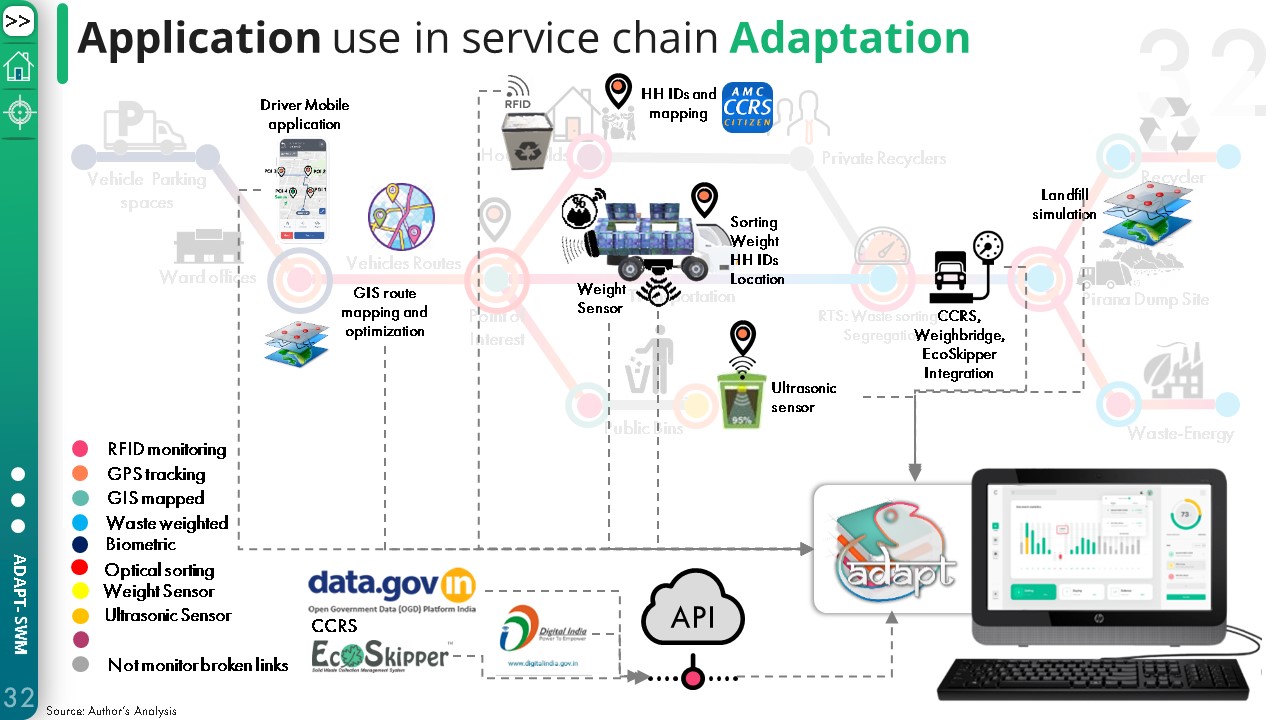 >>
Application use in service chain Adaptation
32
Driver Mobile
application
RFID
HH IDs and
mapping
AMC
CCRS
CITIZEN
Private Recyclers
Vehicle Parking
spaces
Recycler
Landfill
simulation
Ward offices
Vehicles Routes
GIS route
mapping and
optimization
Point of
Interest
%
Weight
Sensor
Sorting
Weight
HH IDs
Location
RTS: Waste sorting
Segregation
CCRS,
Weighbridge,
EcoSkipper
Integration
Pirana Dump Site
Ultrasonic
sensor
95%
Public Bins
Waste-Energy
RFID monitoring
GPS tracking
GIS mapped
Waste weighted
Biometric
Optical sorting
Weight Sensor
Ultrasonic Sensor
Not monitor broken links
data.gov in
Open Government Data (OGD) Platform India
CCRS
EcoSkipper™
Solid Waste Collection Management System
Digital India
Power To Empower
www.digitalindia.gov.in
API
adapt
73
hp
ADAPT- SWM
32
Source: Author's Analysis